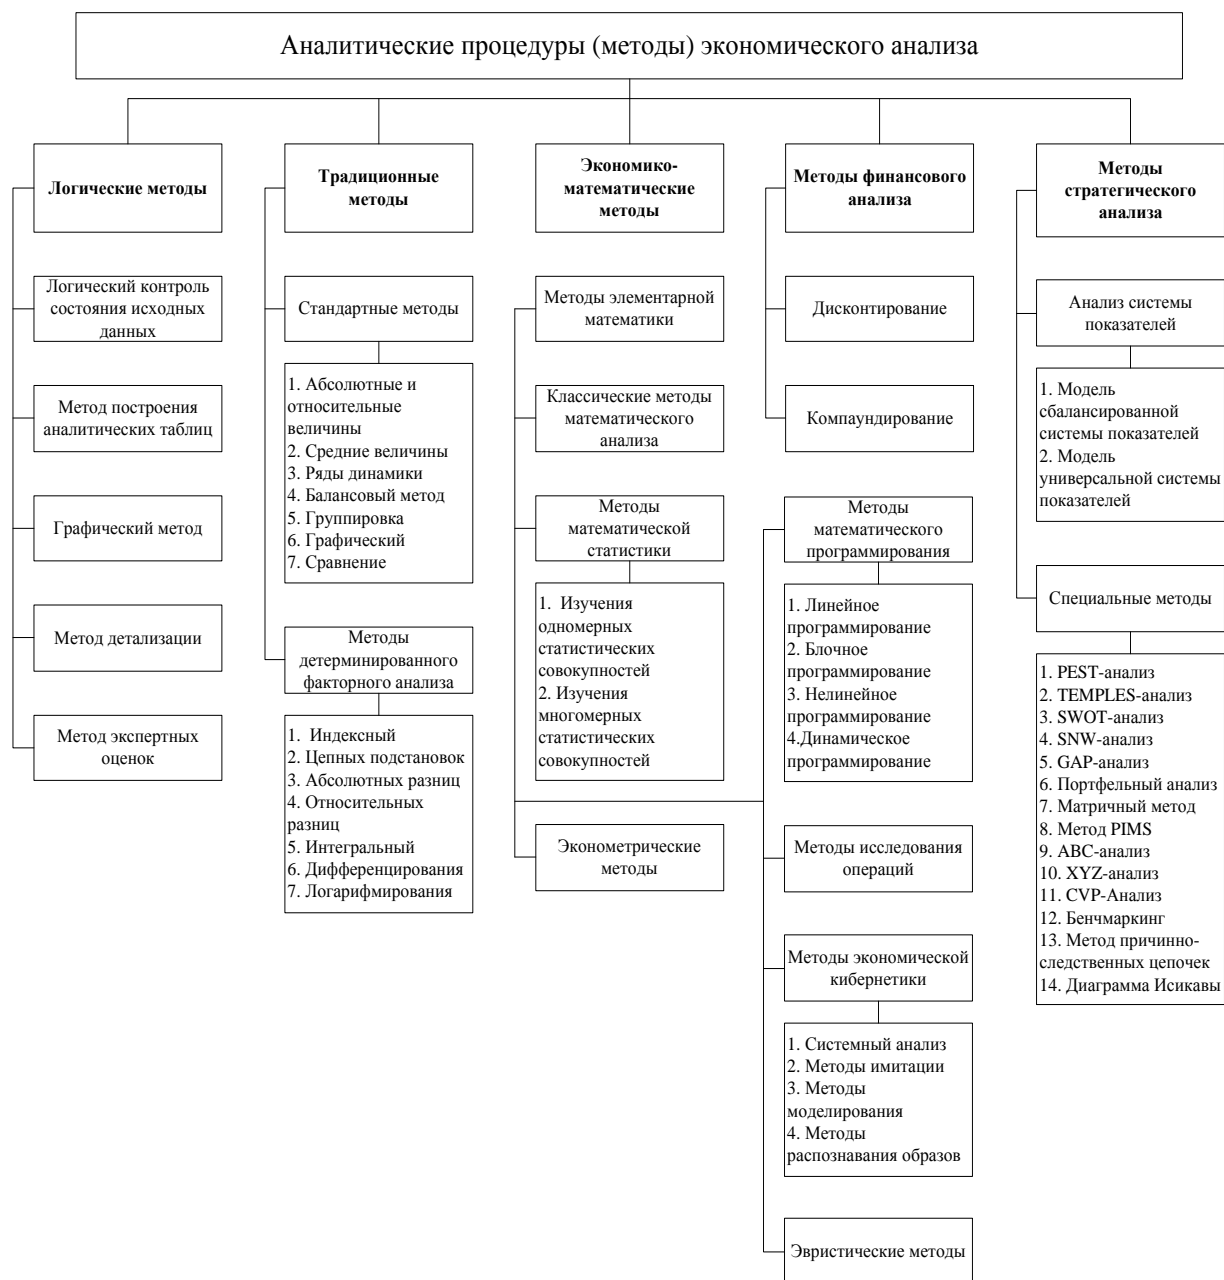 Аналитические процедуры (методы) экономического анализа
Логические методы
Логический контроль
состояния исходных
данных
Метод построения
аналитических таблиц
Графический метод
Метод детализации
Метод экспертных
оценок
Традиционные
методы
Стандартные методы
1. Абсолютные и
относительные
величины
2. Средние величины
3. Ряды динамики
4. Балансовый метод
5. Группировка
6. Графический
7. Сравнение
Методы
детерминированного
факторного анализа
1.  Индексный
2. Цепных подстановок
3. Абсолютных разниц
4. Относительных
разниц
5. Интегральный
6. Дифференцирования
7. Логарифмирования
Экономико-
математические
методы
Методы элементарной
математики
Классические методы
математического
анализа
Методы
математической
статистики
1.  Изучения
одномерных
статистических
совокупностей
2. Изучения
многомерных
статистических
совокупностей
Эконометрические
методы
Методы финансового
анализа
Дисконтирование
Компаундирование
Методы
математического
программирования
1. Линейное
программирование
2. Блочное
программирование
3. Нелинейное
программирование
4.Динамическое
программирование
Методы исследования
операций
Методы экономической
кибернетики
1. Системный анализ
2. Методы имитации
3. Методы
моделирования
4. Методы
распознавания образов
Эвристические методы
Методы
стратегического
анализа
Анализ системы
показателей
1. Модель
сбалансированной
системы показателей
2. Модель
универсальной системы
показателей
Специальные методы
1. PEST-анализ
2. TEMPLES-анализ
3. SWOT-анализ
4. SNW-анализ
5. GAP-анализ
6. Портфельный анализ
7. Матричный метод
8. Метод PIMS
9. ABC-анализ
10. XYZ-анализ
11. CVP-Анализ
12. Бенчмаркинг
13. Метод причинно-
следственных цепочек
14. Диаграмма Исикавы